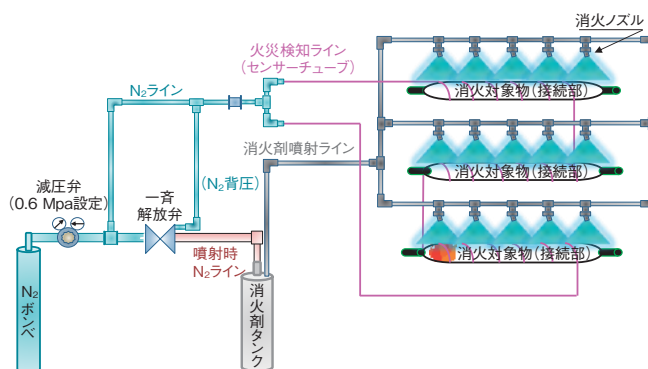 消火ノズル
火災検知ライン
(センサーチューブ)
N₂ライン
消火対象物(接続部)
消火剤噴射ライン
減圧弁
(0.6 Mpa設定)
一斉
解放弁
(N₂背圧)
消火対象物(接続部)
噴射時
N₂ライン
消火対象物(接続部)
N₂ボンベ
消火剤タンク